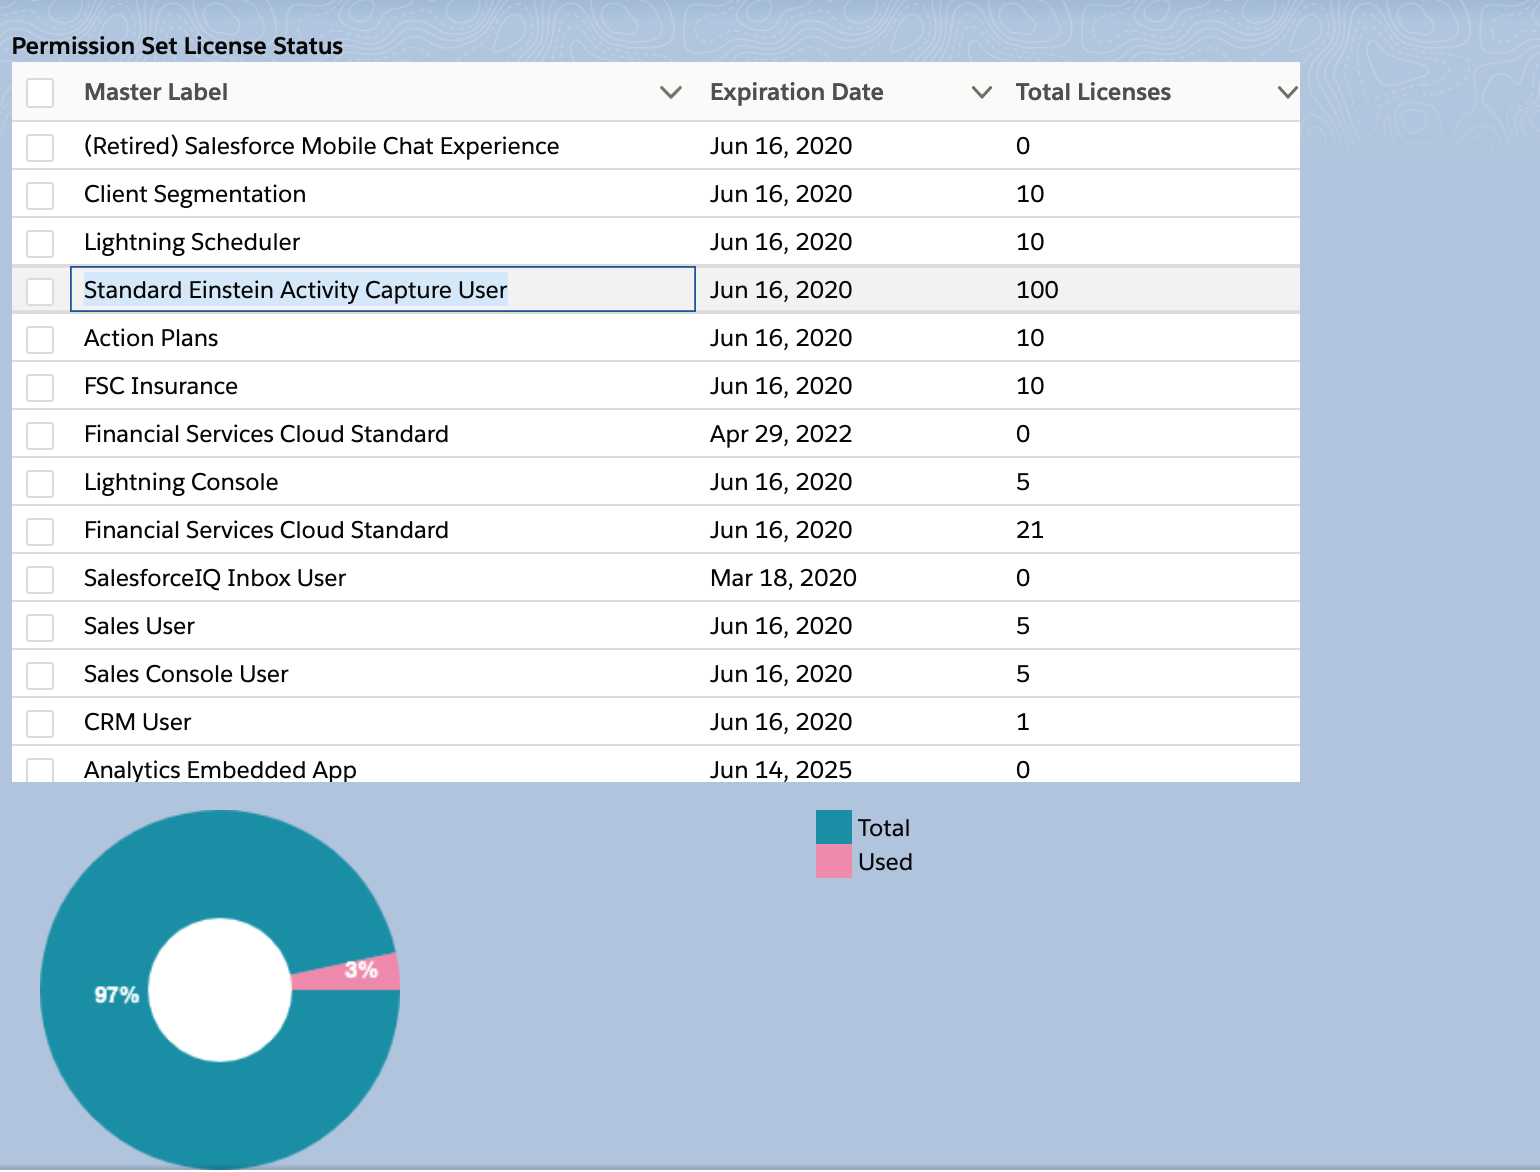 Permission Set License Status
Master Label Expiration Date Total Licenses
(Retired) Salesforce Mobile Chat Experience Jun 16, 2020 0
Client Segmentation Jun 16, 2020 10
Lightning Scheduler Jun 16, 2020 10
Standard Einstein Activity Capture User Jun 16, 2020 100
Action Plans Jun 16, 2020 10
FSC Insurance Jun 16, 2020 10
Financial Services Cloud Standard Apr 29, 2022 0
Lightning Console Jun 16, 2020 5
Financial Services Cloud Standard Jun 16, 2020 21
SalesforceIQ Inbox User Mar 18, 2020 0
Sales User Jun 16, 2020 5
Sales Console User Jun 16, 2020 5
CRM User Jun 16, 2020 1
Analytics Embedded App Jun 14, 2025 0
Total
Used
3%
97%